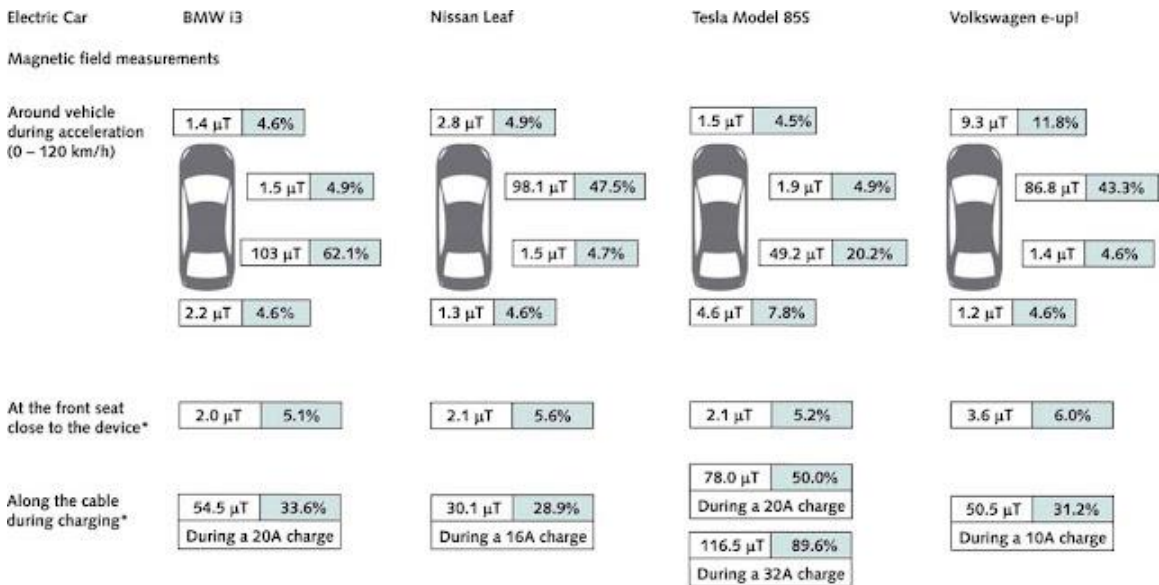 Electric Car BMW i3 Nissan Leaf Tesla Model 85S Volkswagen e-up!
Magnetic field measurements
Around vehicle
during acceleration
(0 – 120 km/h)
1.4 μT 4.6% 2.8 μT 4.9% 1.5 μT 4.5% 9.3 μT 11.8%
1.5 μT 4.9% 98.1 μT 47.5% 1.9 μT 4.9% 86.8 μT 43.3%
103 μT 62.1% 1.5 μT 4.7% 49.2 μT 20.2% 1.4 μT 4.6%
2.2 μT 4.6% 1.3 μT 4.6% 4.6 μT 7.8% 1.2 μT 4.6%
At the front seat
close to the device*
2.0 μT 5.1% 2.1 μT 5.6% 2.1 μT 5.2% 3.6 μT 6.0%
Along the cable
during charging*
54.5 μT 33.6%
During a 20A charge
30.1 μT 28.9%
During a 16A charge
78.0 μT 50.0%
During a 20A charge
116.5 μT 89.6%
During a 32A charge
50.5 μT 31.2%
During a 10A charge